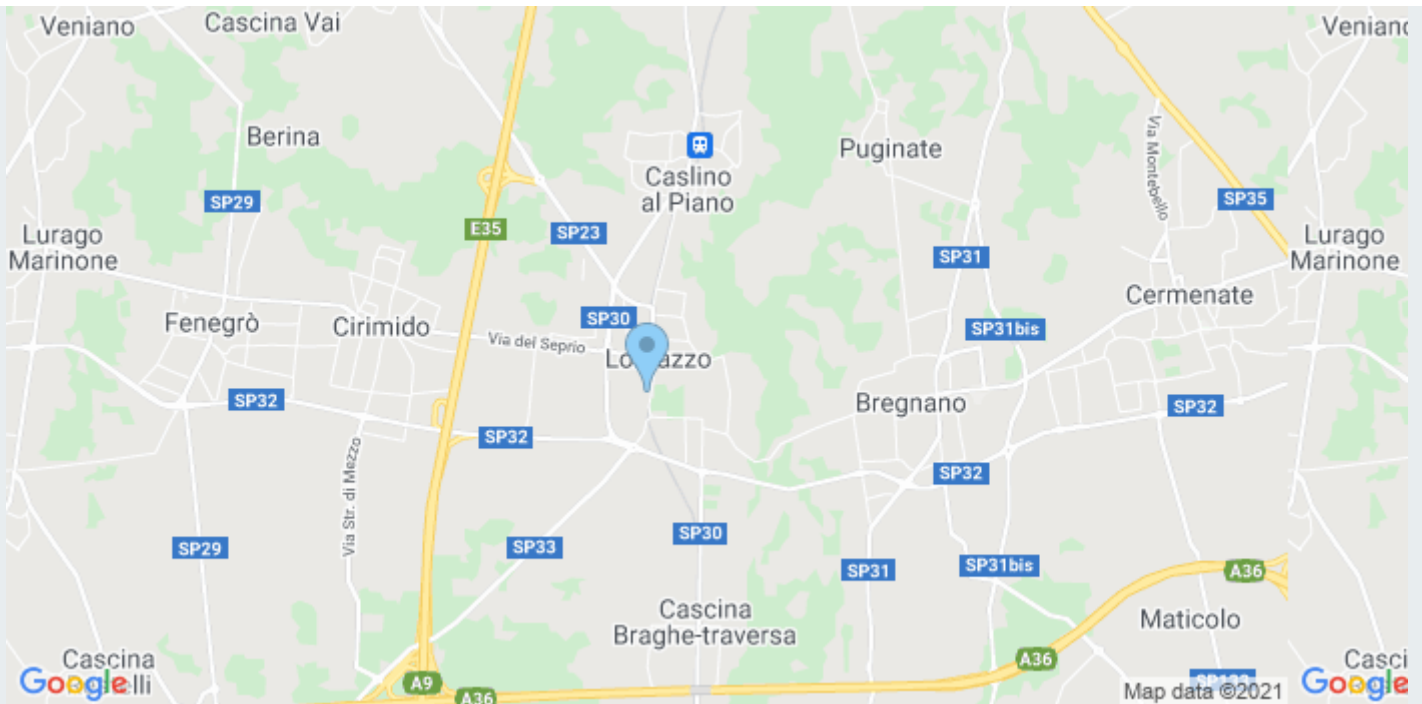 Veniano
Cascina Vai
Veniano
Berina
Puginate
Via Montebello
Caslino
al Piano
SP29
SP35
E35
SP23
Lurago
Marinone
SP31
Lurago
Marinone
Cermenate
Fenegrò
Cirimido
SP30
SP31bis
Via del Seprio
SP32
Bregnano
SP32
SP32
Via Str. di Mezzo
SP32
SP29
SP33
SP30
SP31
SP31bis
A36
Cascina
Braghe-traversa
Maticolo
Cascina
A36
Google
A9
A36
Map data ©2021
Google